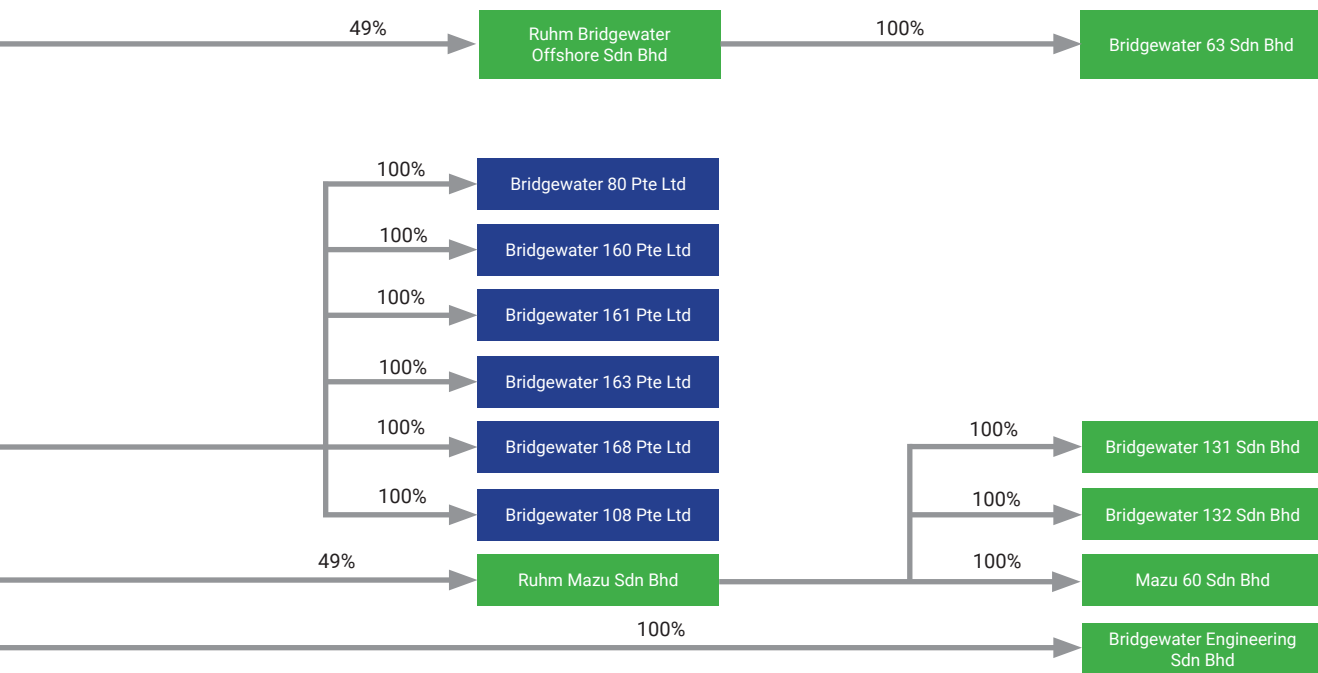 49%
Ruhm Bridgewater
Offshore Sdn Bhd
100%
Bridgewater 63 Sdn Bhd
100%
Bridgewater 80 Pte Ltd
100%
Bridgewater 160 Pte Ltd
100%
Bridgewater 161 Pte Ltd
100%
Bridgewater 163 Pte Ltd
100%
Bridgewater 168 Pte Ltd
100%
Bridgewater 131 Sdn Bhd
100%
Bridgewater 108 Pte Ltd
100%
Bridgewater 132 Sdn Bhd
49%
Ruhm Mazu Sdn Bhd
100%
Mazu 60 Sdn Bhd
100%
Bridgewater Engineering
Sdn Bhd